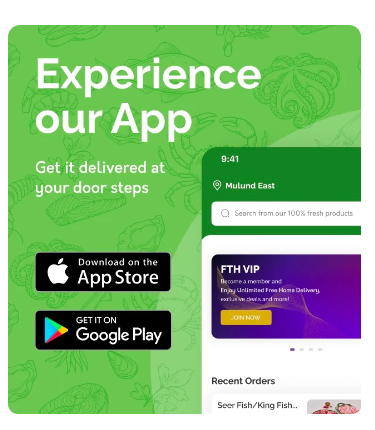 Experience
our App
Get it delivered at
your door steps
Download on the
App Store
GET IT ON
Google Play
9:41
Mulund East
Search from our 100% fresh products
FTH VIP
Become a member and
Enjoy Unlimited Free Home Delivery,
exclusive deals and more!
JOIN NOW
Recent Orders
Seer Fish/King Fish...